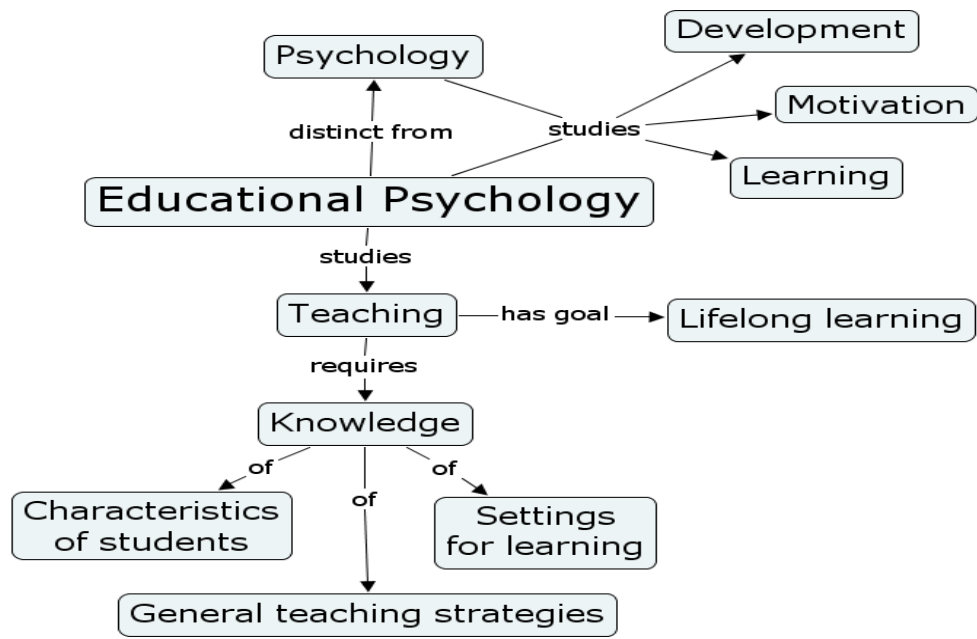 Development
Psychology
Motivation
distinct from
studies
Learning
Educational Psychology
studies
Teaching
has goal
Lifelong learning
requires
Knowledge
of
of
of
Characteristics
of students
Settings
for learning
General teaching strategies